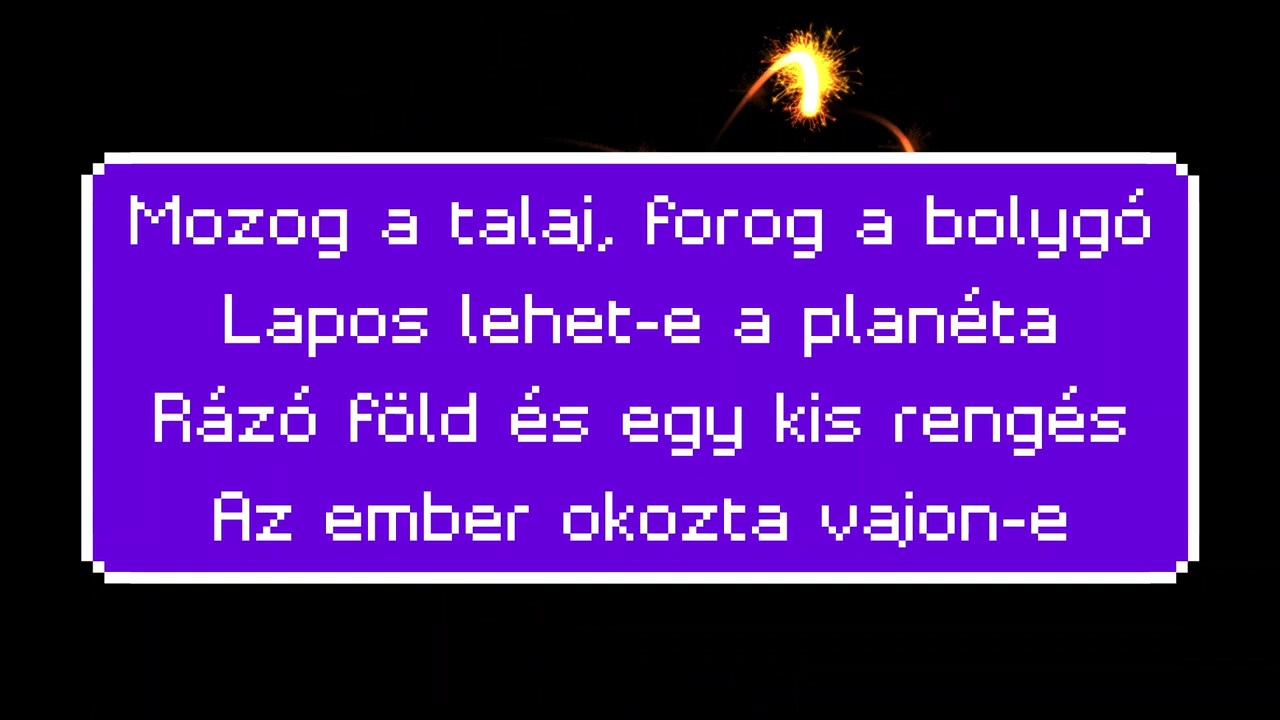 Mozog a talaj, forog a bolygó
Lapos lehet-e a planéta
Rázó föld és egy kis rengés
Az ember okozta vajon-e